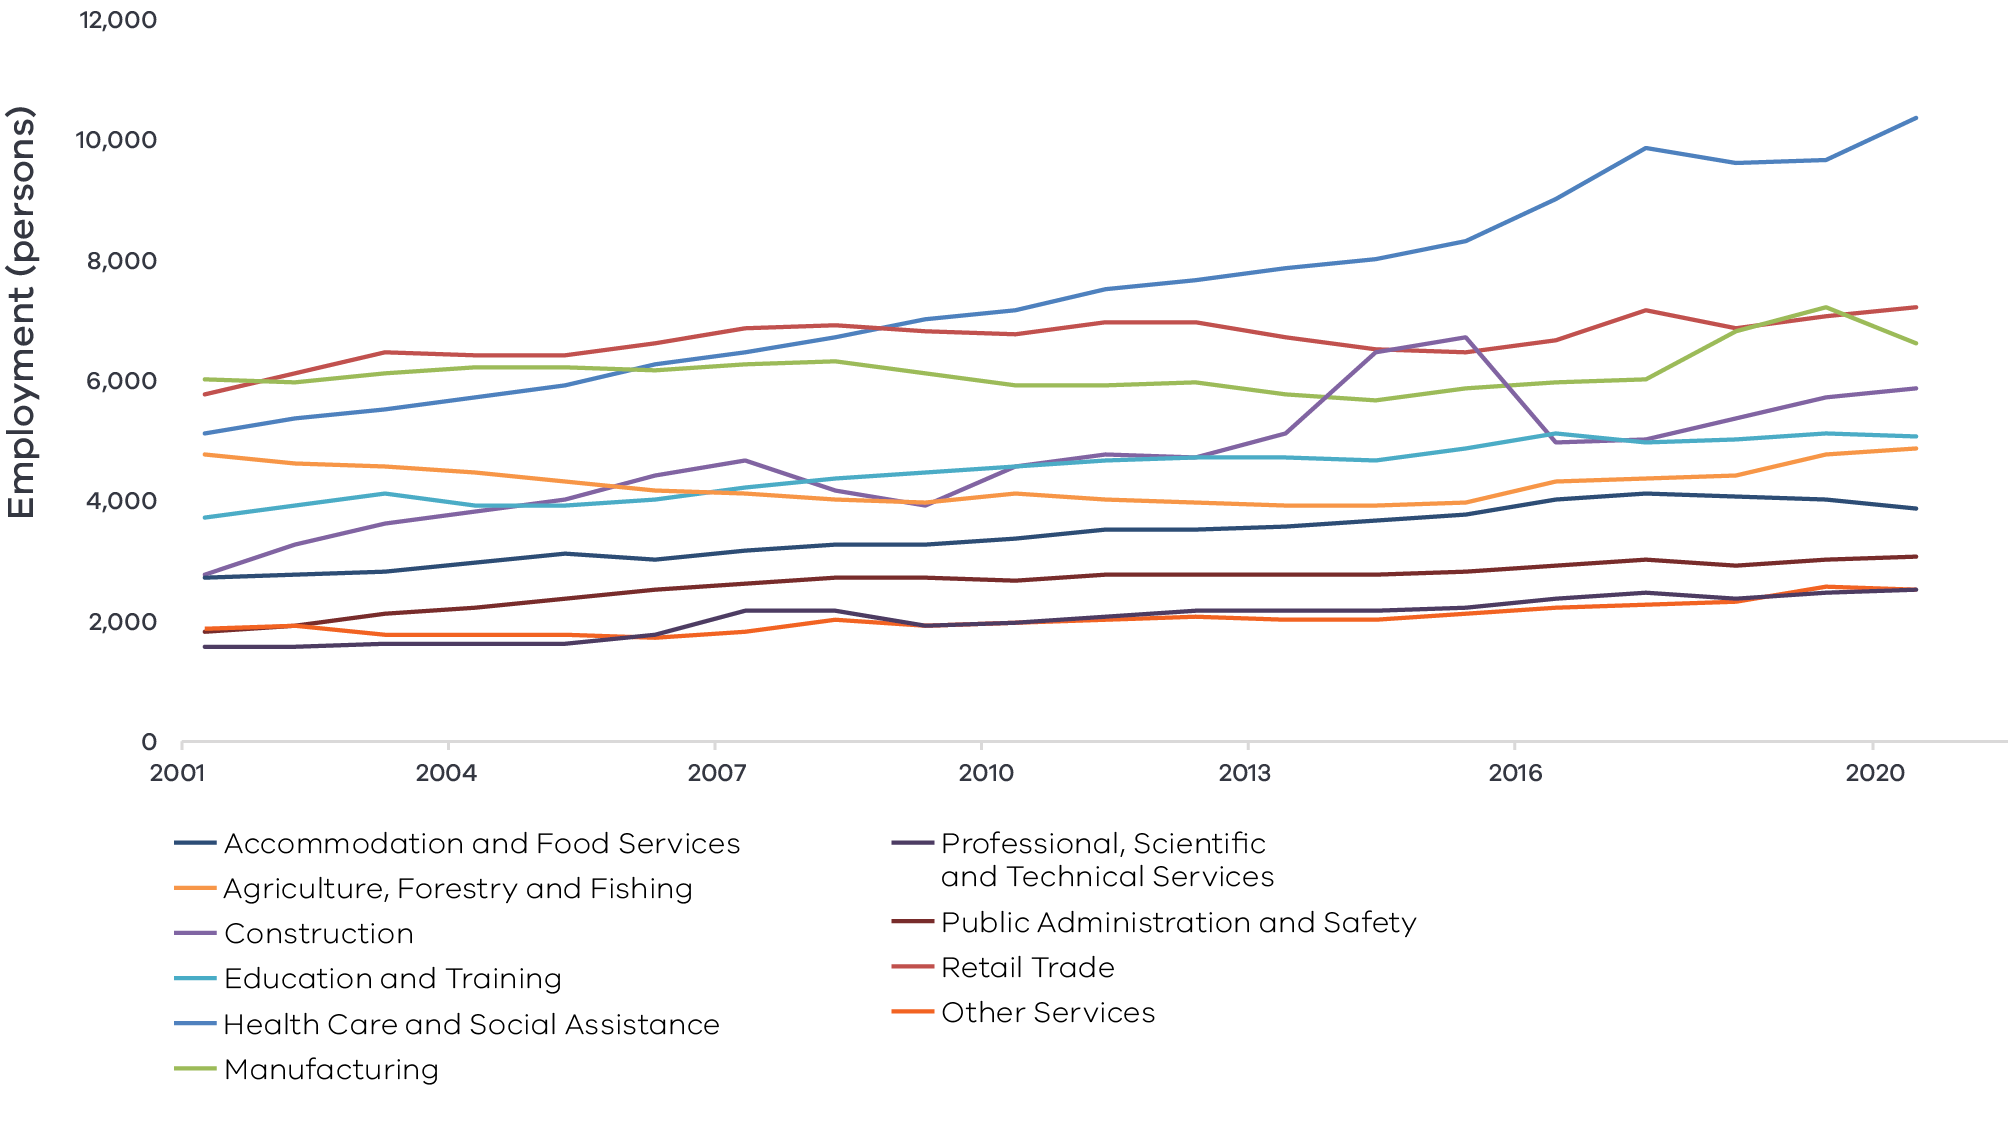 Employment (persons)
12,000
10,000
8,000
6,000
4,000
2,000
0
2001 2004 2007 2010 2013 2016 2020
Accommodation and Food Services
Agriculture, Forestry and Fishing
Construction
Education and Training
Health Care and Social Assistance
Manufacturing
Professional, Scientific
and Technical Services
Public Administration and Safety
Retail Trade
Other Services